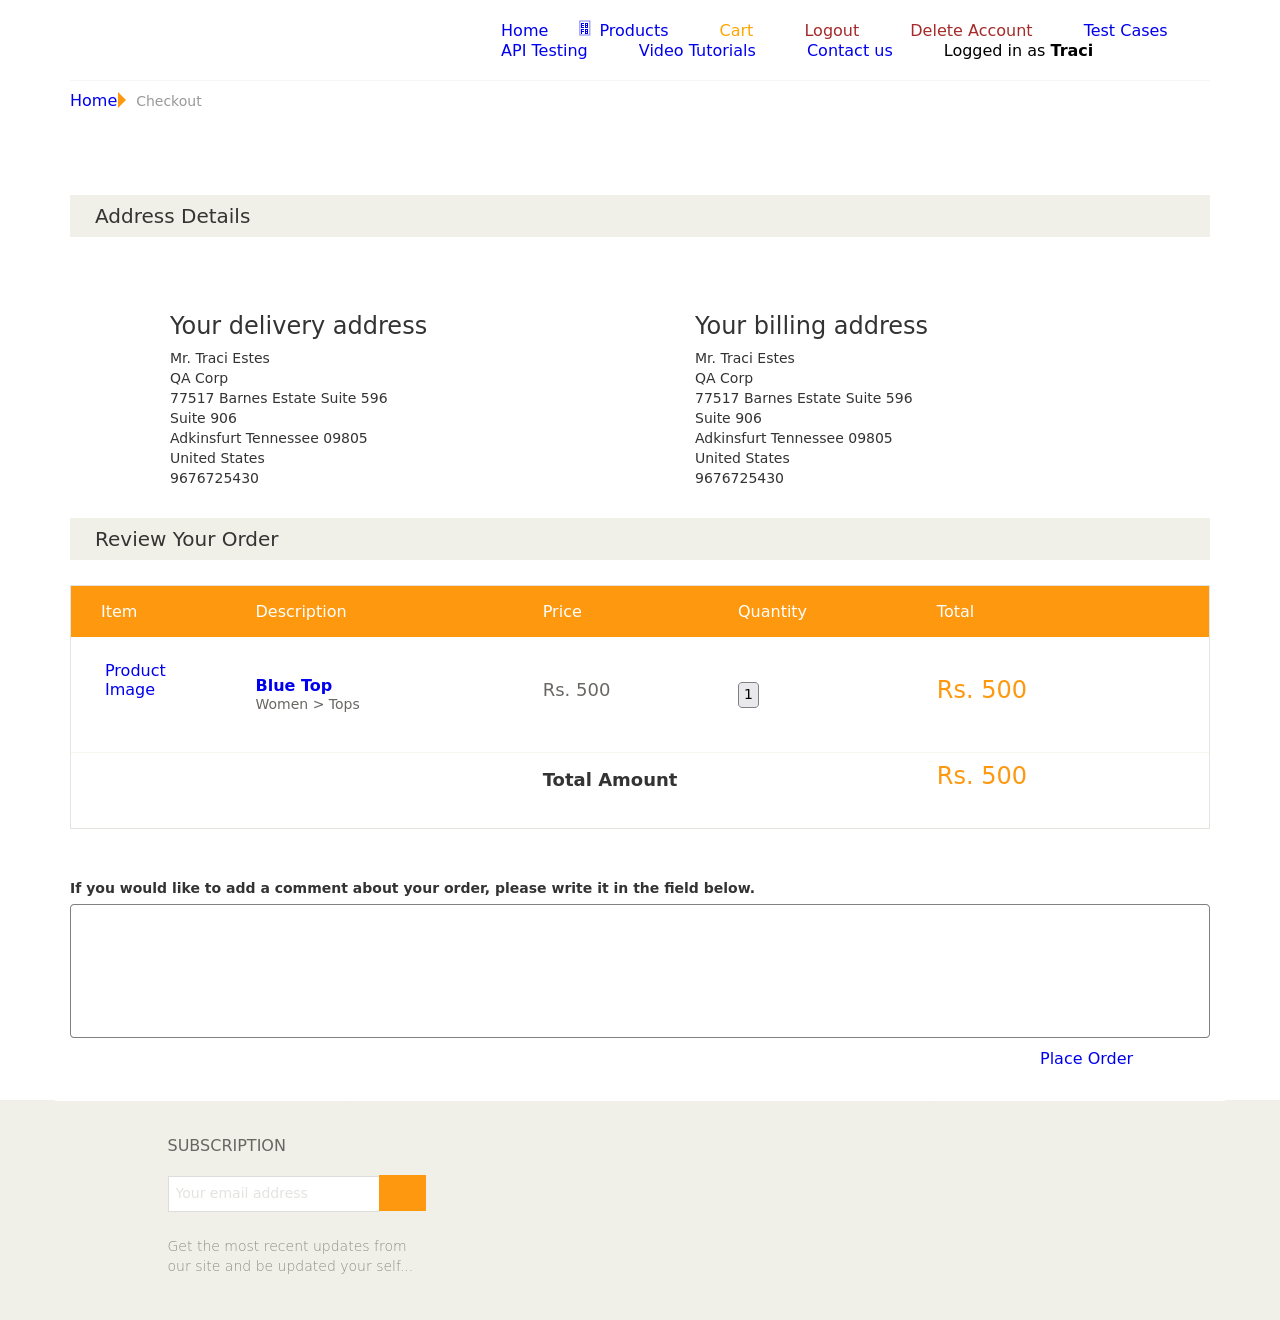 Home Products Cart Logout Delete Account Test Cases
API Testing Video Tutorials Contact us Logged in as Traci
Home Checkout
Address Details
Your delivery address
Mr. Traci Estes
QA Corp
77517 Barnes Estate Suite 596
Suite 906
Adkinsfurt Tennessee 09805
United States
9676725430
Your billing address
Mr. Traci Estes
QA Corp
77517 Barnes Estate Suite 596
Suite 906
Adkinsfurt Tennessee 09805
United States
9676725430
Review Your Order
Item Description Price Quantity Total
Product
Image
Blue Top
Women > Tops
Rs. 500
1
Rs. 500
Total Amount Rs. 500
If you would like to add a comment about your order, please write it in the field below.
Place Order
SUBSCRIPTION
Your email address
Get the most recent updates from
our site and be updated your self...